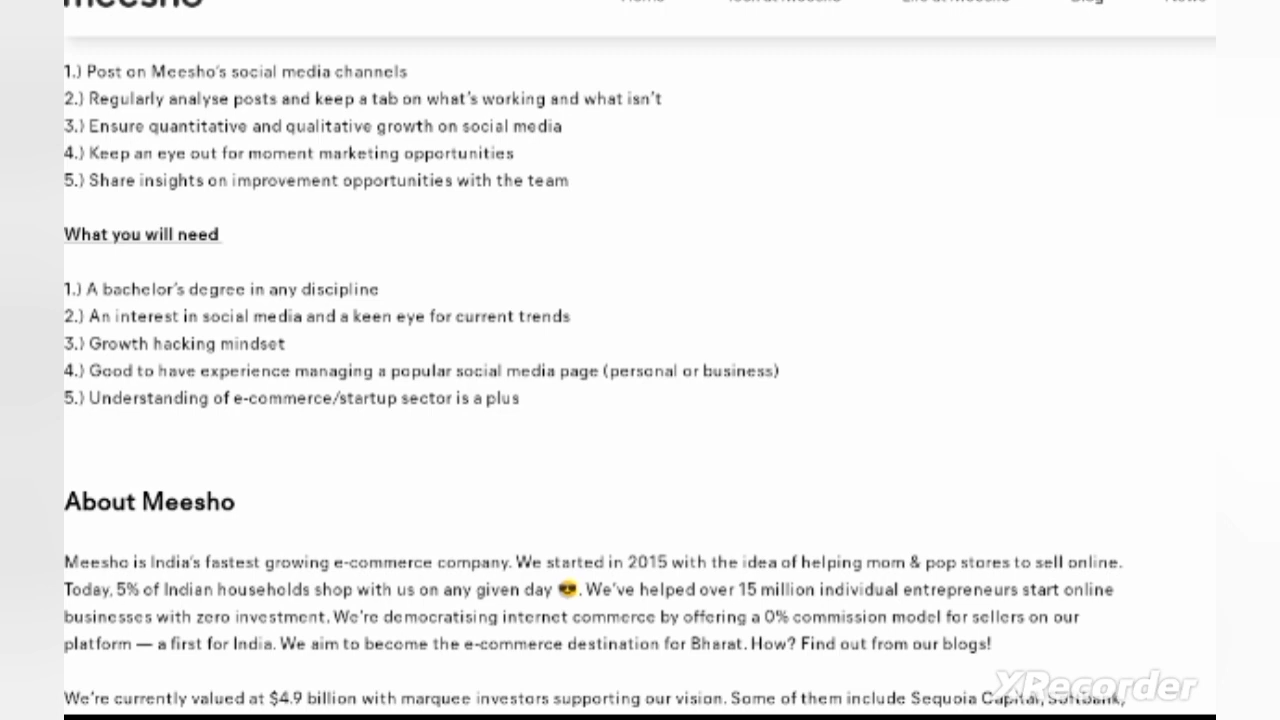 meesho
Home Tech at Meesho Life at Meesho Blog News
1.) Post on Meesho's social media channels
2.) Regularly analyse posts and keep a tab on what's working and what isn't
3.) Ensure quantitative and qualitative growth on social media
4.) Keep an eye out for moment marketing opportunities
5.) Share insights on improvement opportunities with the team
What you will need
1.) A bachelor's degree in any discipline
2.) An interest in social media and a keen eye for current trends
3.) Growth hacking mindset
4.) Good to have experience managing a popular social media page (personal or business)
5.) Understanding of e-commerce/startup sector is a plus
About Meesho
Meesho is India's fastest growing e-commerce company. We started in 2015 with the idea of helping mom & pop stores to sell online.
Today, 5% of Indian households shop with us on any given day 😎. We've helped over 15 million individual entrepreneurs start online
businesses with zero investment. We're democratising internet commerce by offering a 0% commission model for sellers on our
platform — a first for India. We aim to become the e-commerce destination for Bharat. How? Find out from our blogs!
We're currently valued at $4.9 billion with marquee investors supporting our vision. Some of them include Sequoia Capital, Softbank,
XRecorder